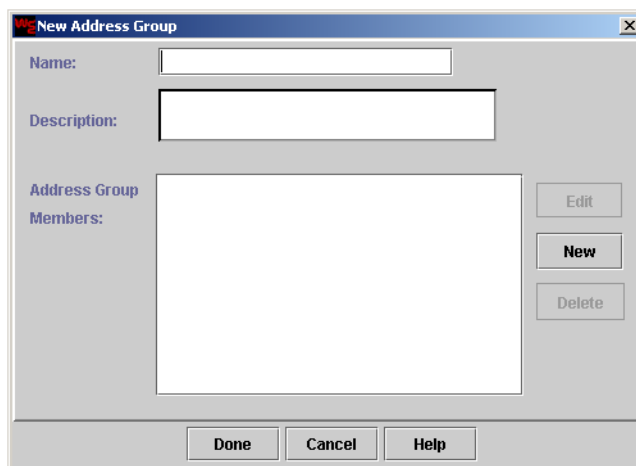 New Address Group
Name:
Description:
Address Group
Members:
Edit
New
Delete
Done Cancel Help